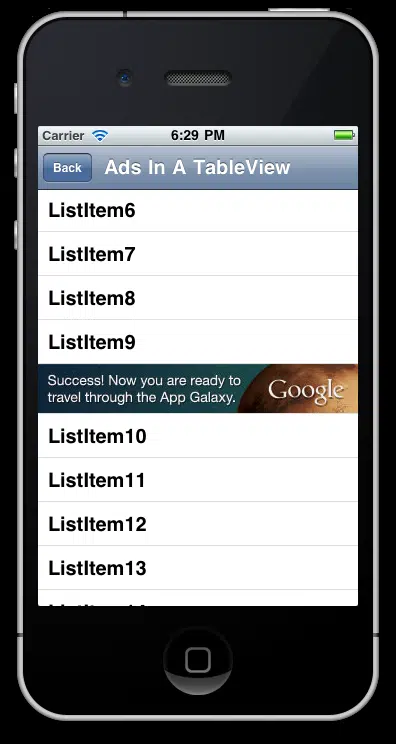 Carrier 6:29 PM
Back Ads In A TableView
ListItem6
ListItem7
ListItem8
ListItem9
Success! Now you are ready to
travel through the App Galaxy.
Google
ListItem10
ListItem11
ListItem12
ListItem13